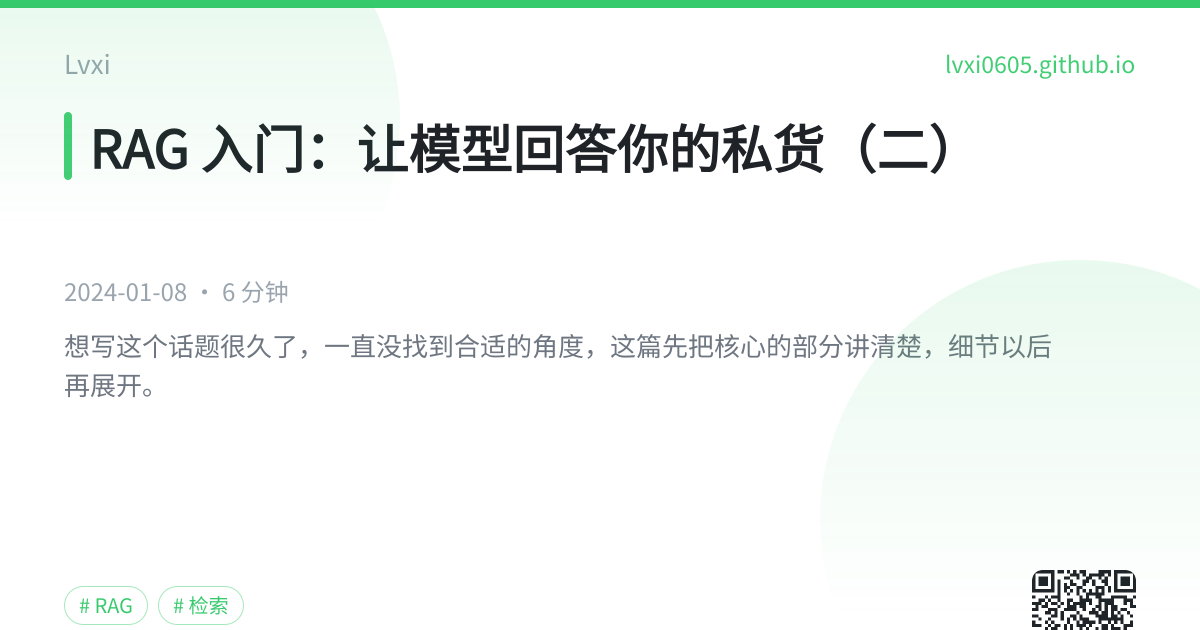 Lvxi
lvxi0605.github.io
RAG 入门：让模型回答你的私货（二）
2024-01-08 · 6 分钟
想写这个话题很久了，一直没找到合适的角度，这篇先把核心的部分讲清楚，细节以后
再展开。
# RAG
# 检索